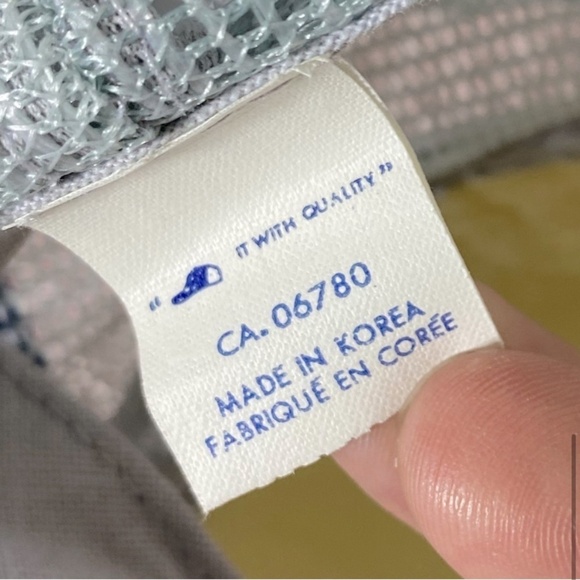 " IT WITH QUALITY"
CA. 06780
MADE IN KOREA
FABRIQUÉ EN CORÉE